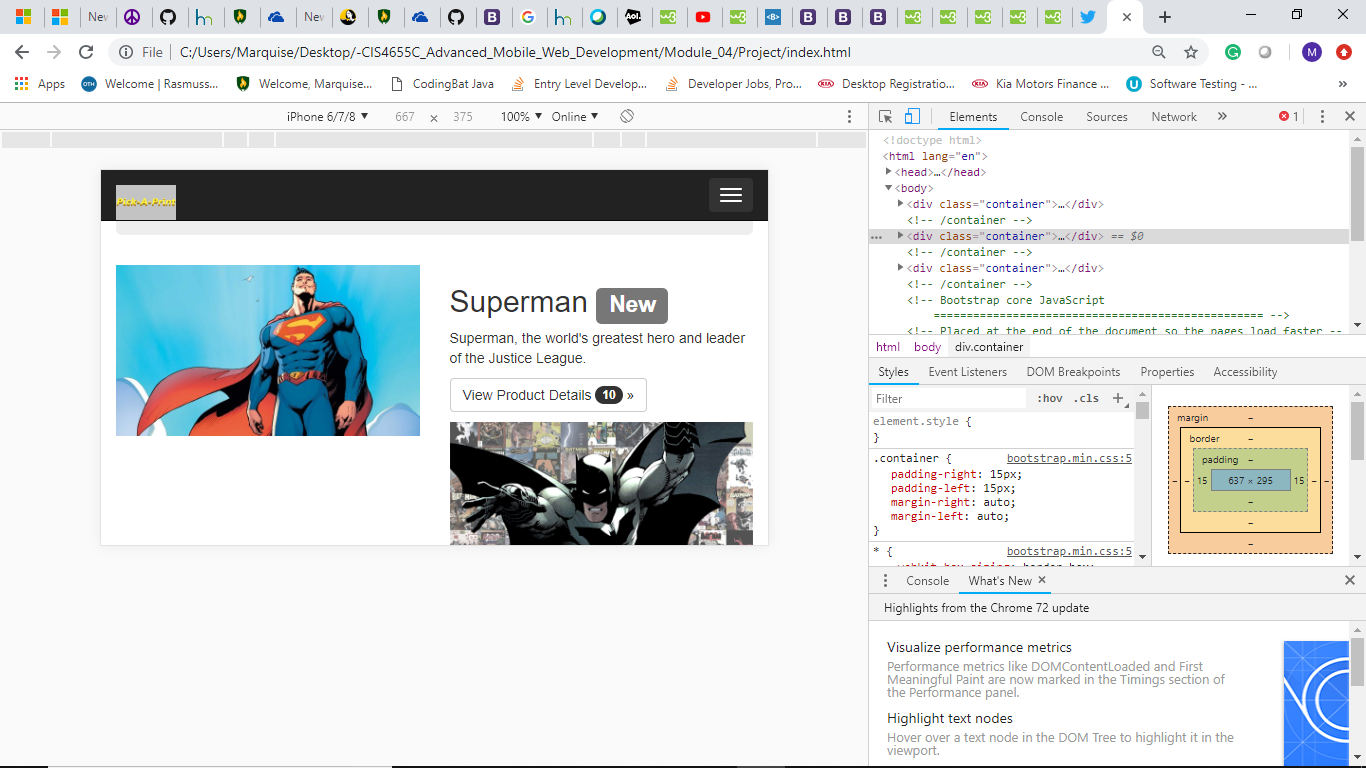 New
New
Aol.
File C:/Users/Marquise/Desktop/-CIS4655C_Advanced_Mobile_Web_Development/Module_04/Project/index.html
M
Apps Welcome | Rasmuss... Welcome, Marquise... CodingBat Java Entry Level Develop... Developer Jobs, Pro... Desktop Registratio... Kia Motors Finance ... Software Testing - ... »
iPhone 6/7/8 ▼ 667 × 375 100% ▼ Online ▼
Elements Console Sources Network » 1
<!doctype html>
<html lang="en">
<head>…</head>
<body>
<div class="container">…</div>
<!-- /container -->
<div class="container">…</div> == $0
<!-- /container -->
<div class="container">…</div>
<!-- /container -->
<!-- Bootstrap core JavaScript
================================================== -->
<!-- Placed at the end of the document so the pages load faster --
html body div.container
Styles Event Listeners DOM Breakpoints Properties Accessibility
Filter :hov .cls +
element.style {
}
.container { bootstrap.min.css:5
padding-right: 15px;
padding-left: 15px;
margin-right: auto;
margin-left: auto;
}
* { bootstrap.min.css:5
margin –
border –
padding –
– – 15 637 × 295 15 – –
–
–
–
Pick-A-Print
Superman New
Superman, the world's greatest hero and leader
of the Justice League.
View Product Details 10 »
Console What's New ×
Highlights from the Chrome 72 update
Visualize performance metrics
Performance metrics like DOMContentLoaded and First
Meaningful Paint are now marked in the Timings section of
the Performance panel.
Highlight text nodes
Hover over a text node in the DOM Tree to highlight it in the
viewport.